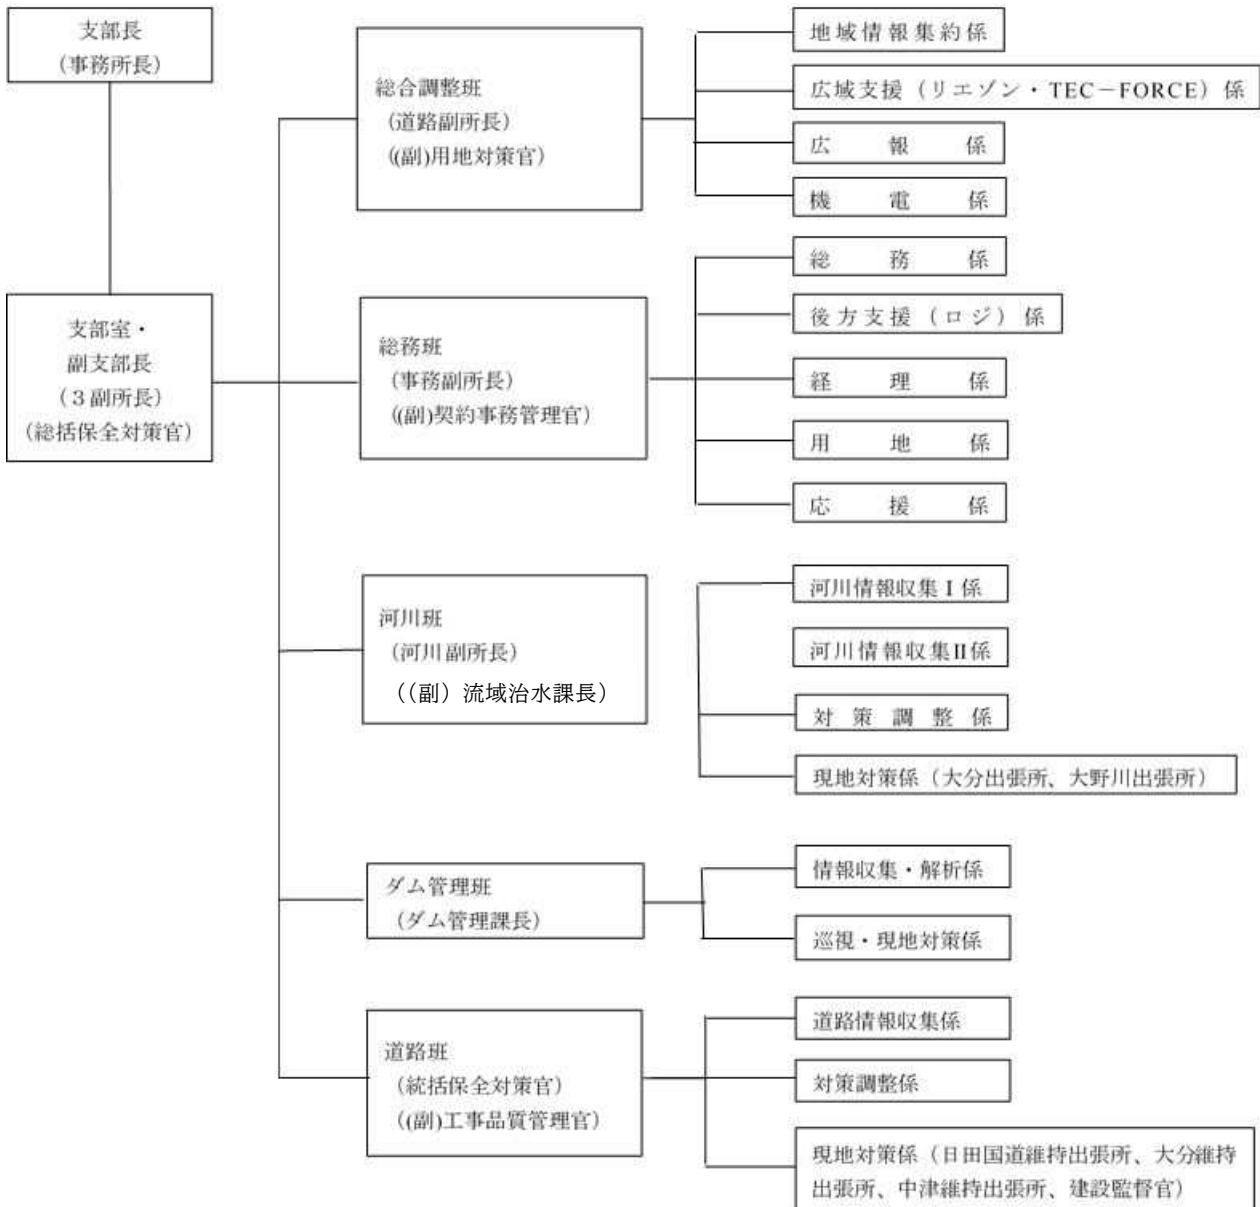 支部長
(事務所長)
支部室・
副支部長
(3副所長)
(総括保全対策官)
総合調整班
(道路副所長)
((副)用地対策官)
地域情報集約係
広域支援（リエゾン・TEC－FORCE）係
広報係
機電係
総務班
(事務副所長)
((副)契約事務管理官)
総務係
後方支援（ロジ）係
経理係
用地係
応援係
河川班
(河川副所長)
（(副）流域治水課長）
河川情報収集Ⅰ係
河川情報収集Ⅱ係
対策調整係
現地対策係（大分出張所、大野川出張所）
ダム管理班
(ダム管理課長)
情報収集・解析係
巡視・現地対策係
道路班
(統括保全対策官)
((副)工事品質管理官)
道路情報収集係
対策調整係
現地対策係（日田国道維持出張所、大分維持
出張所、中津維持出張所、建設監督官）